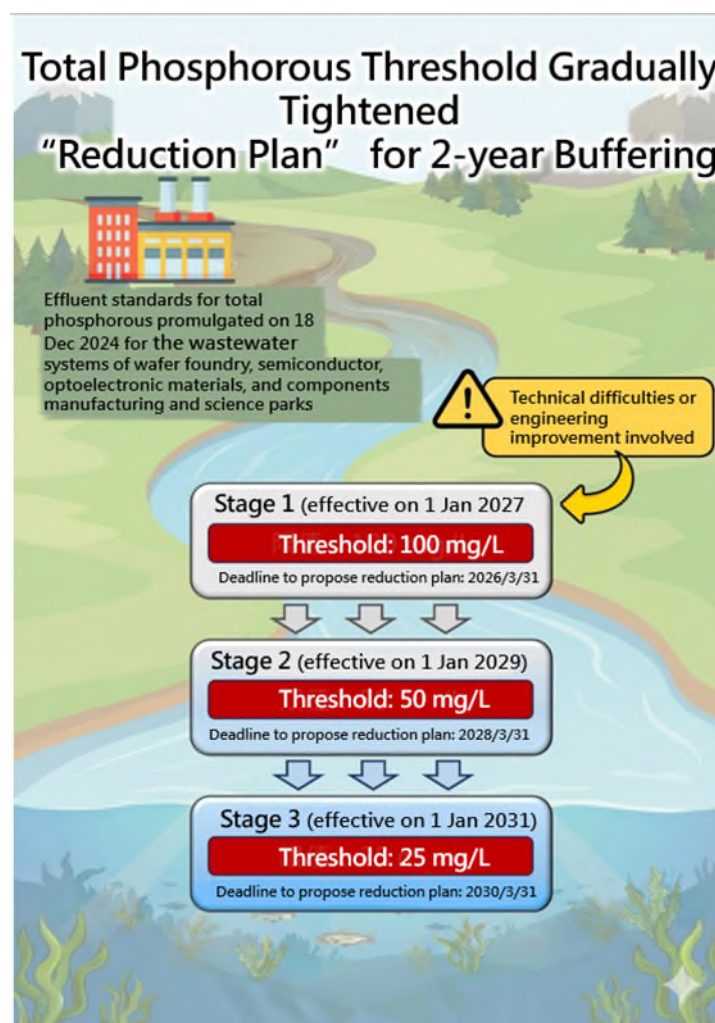 Total Phosphorous Threshold Gradually
Tightened
“Reduction Plan” for 2-year Buffering
Effluent standards for total
phosphorous promulgated on 18
Dec 2024 for the wastewater
systems of wafer foundry, semiconductor,
optoelectronic materials, and components
manufacturing and science parks
Technical difficulties or
engineering
improvement involved
Stage 1 (effective on 1 Jan 2027
Threshold: 100 mg/L
Deadline to propose reduction plan: 2026/3/31
Stage 2 (effective on 1 Jan 2029)
Threshold: 50 mg/L
Deadline to propose reduction plan: 2028/3/31
Stage 3 (effective on 1 Jan 2031)
Threshold: 25 mg/L
Deadline to propose reduction plan: 2030/3/31